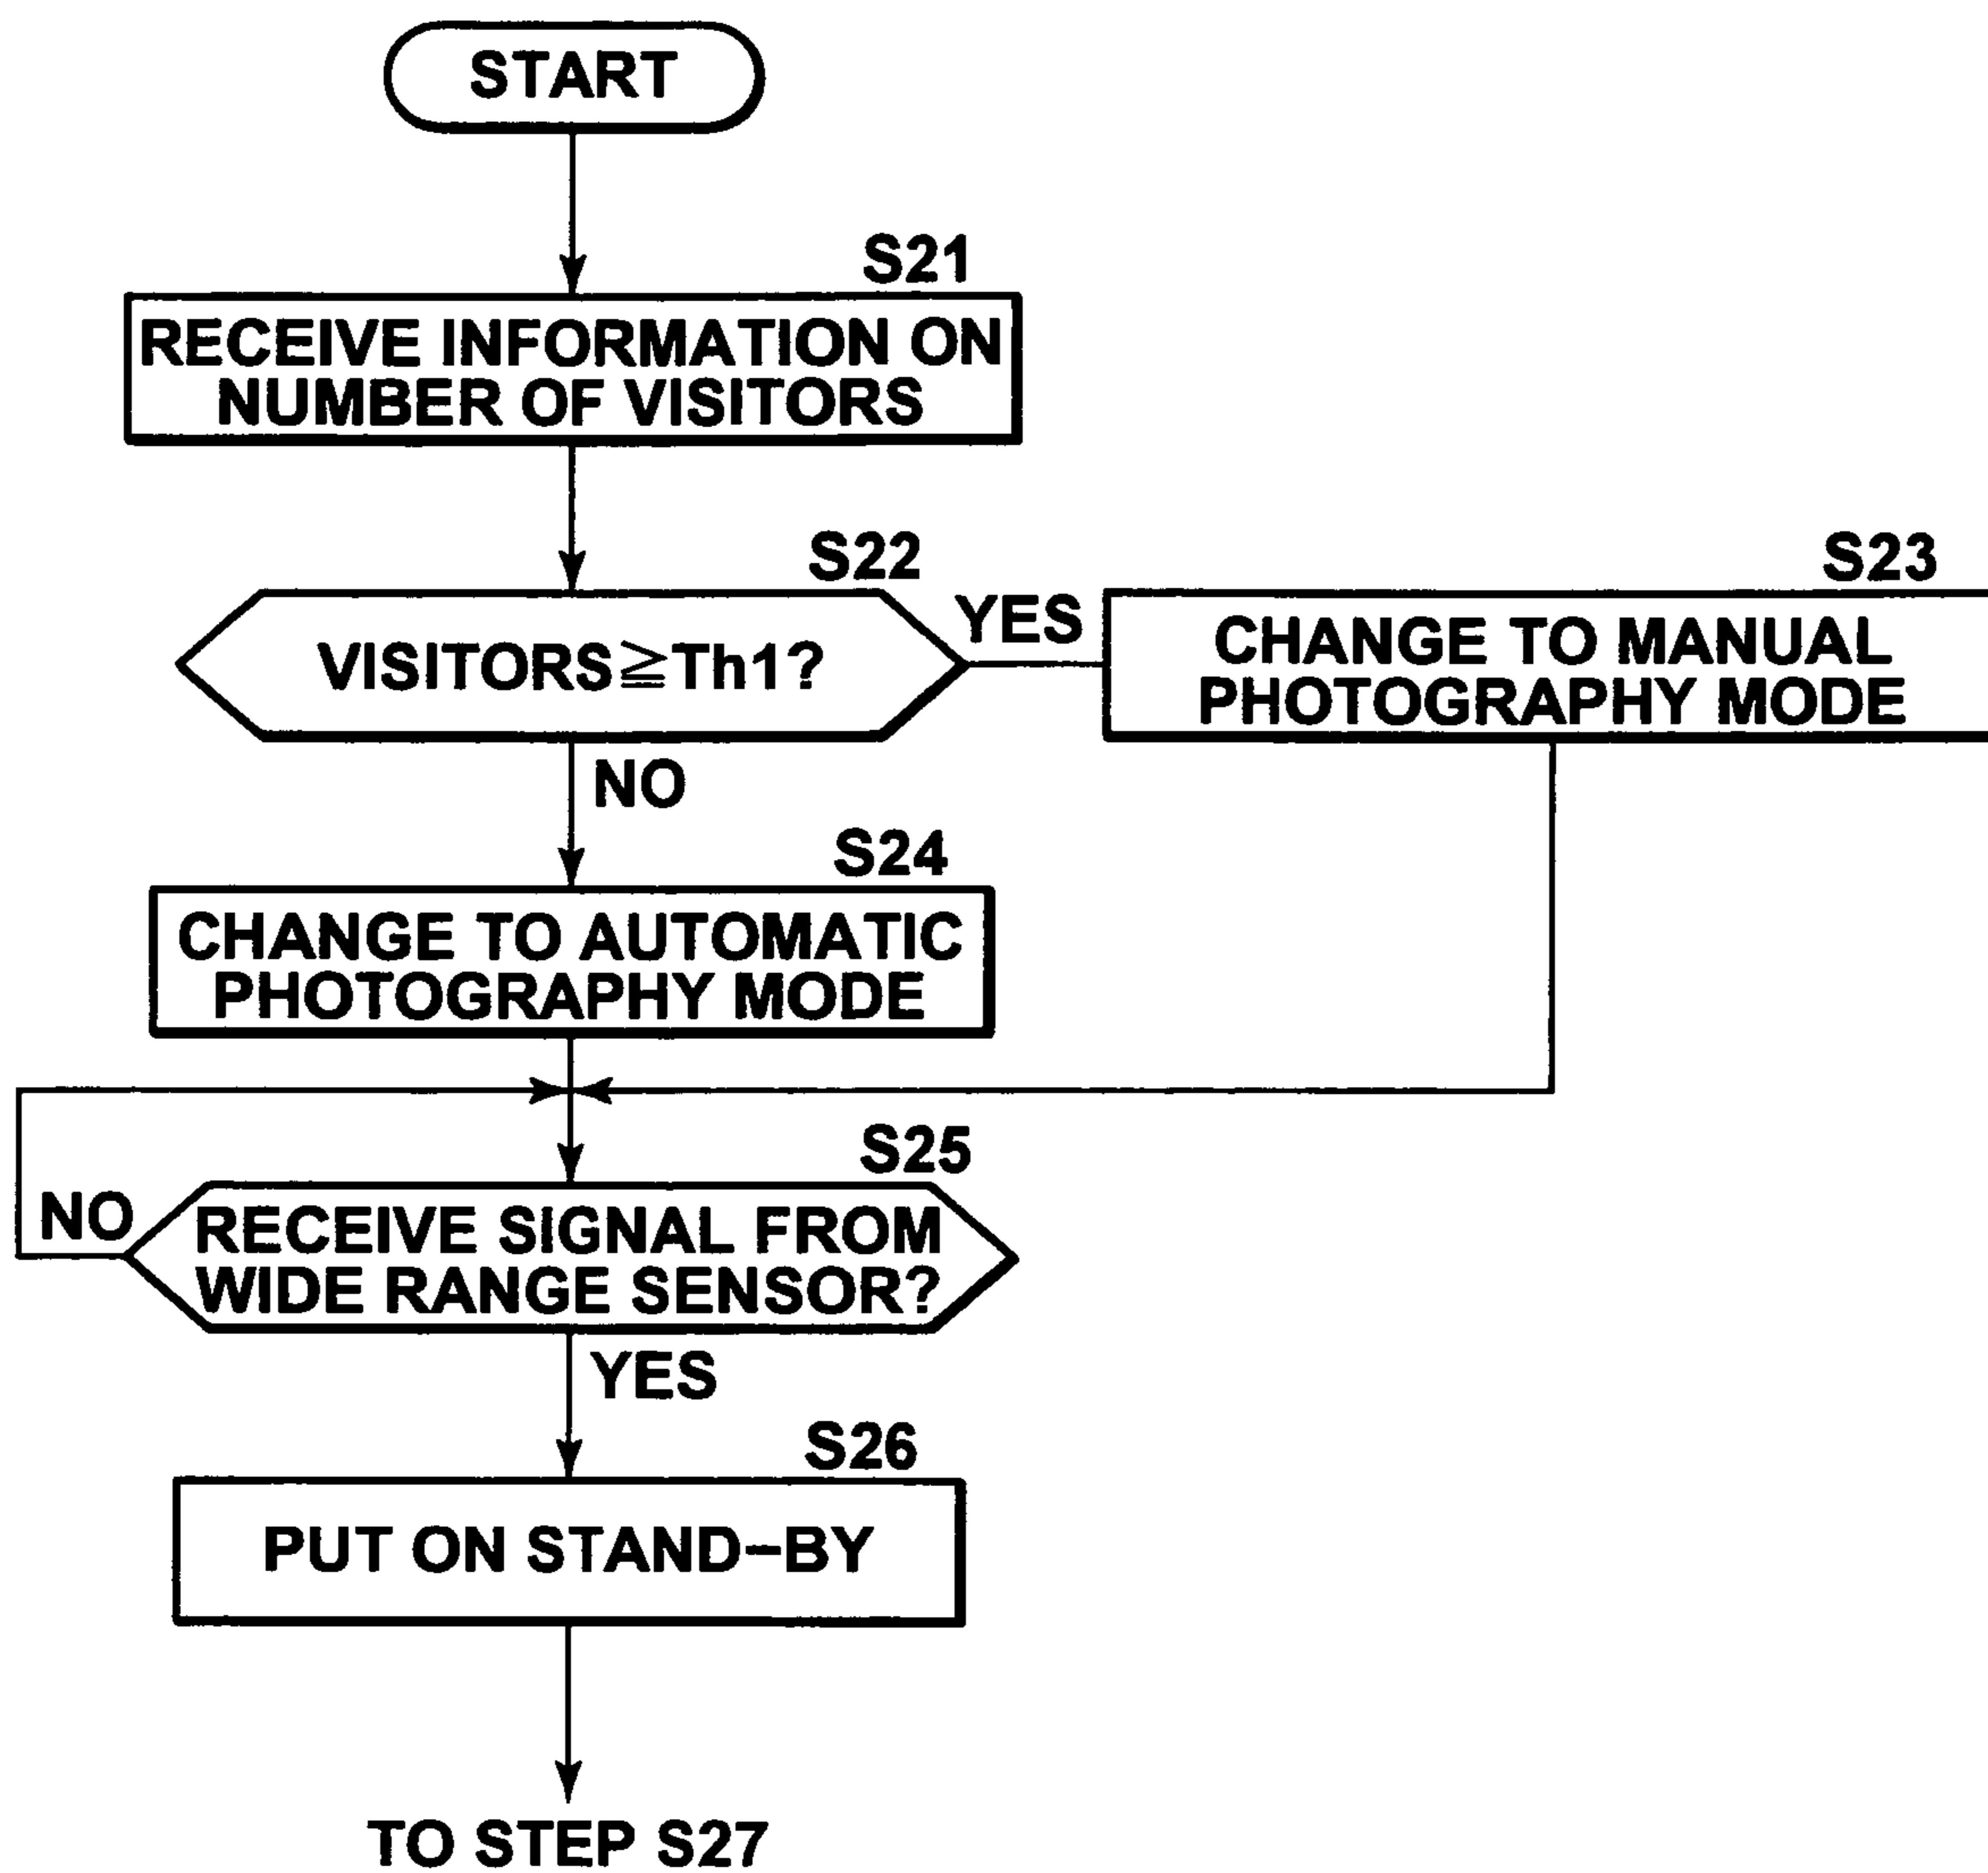 START
S21
RECEIVE INFORMATION ON
NUMBER OF VISITORS
S22
VISITORS≧Th1?
YES
S23
CHANGE TO MANUAL
PHOTOGRAPHY MODE
NO
S24
CHANGE TO AUTOMATIC
PHOTOGRAPHY MODE
S25
NO
RECEIVE SIGNAL FROM
WIDE RANGE SENSOR?
YES
S26
PUT ON STAND-BY
TO STEP S27